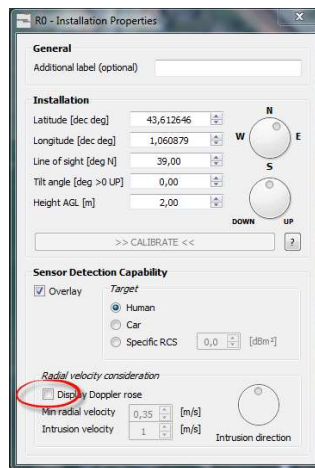 R0 - Installation Properties
X
General
Additional label (optional)
Installation
Latitude [dec deg] 43,612646
Longitude [dec deg] 1,060879
Line of sight [deg N] 39,00
Tilt angle [deg >0 UP] 0,00
Height AGL [m] 2,00
N
W E
S
DOWN UP
>> CALIBRATE << ?
Sensor Detection Capability
Overlay Target
Human
Car
Specific RCS 0,0 [dBm²]
Radial velocity consideration
Display Doppler rose
Min radial velocity 0,35 [m/s]
Intrusion velocity 1 [m/s]
Intrusion direction